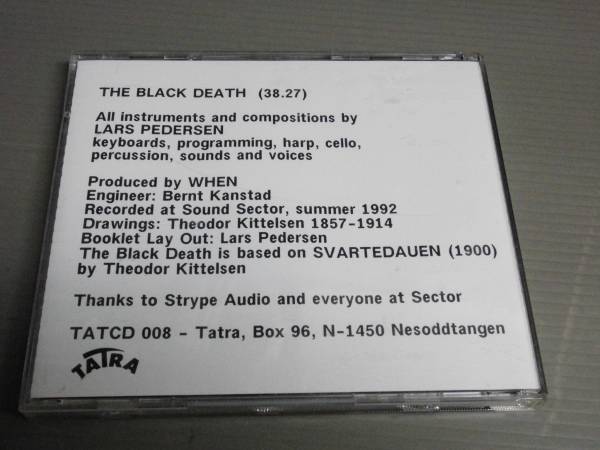 THE BLACK DEATH (38.27)
All instruments and compositions by
LARS PEDERSEN
keyboards, programming, harp, cello,
percussion, sounds and voices
Produced by WHEN
Engineer: Bernt Kanstad
Recorded at Sound Sector, summer 1992
Drawings: Theodor Kittelsen 1857-1914
Booklet Lay Out: Lars Pedersen
The Black Death is based on SVARTEDAUEN (1900)
by Theodor Kittelsen
Thanks to Strype Audio and everyone at Sector
TATCD 008 - Tatra, Box 96, N-1450 Nesoddtangen
TATRA